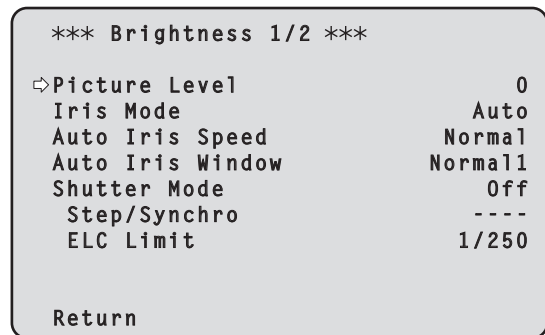 *** Brightness 1/2 ***
⇨Picture Level 0
Iris Mode Auto
Auto Iris Speed Normal
Auto Iris Window Normal1
Shutter Mode Off
Step/Synchro ----
ELC Limit 1/250
Return